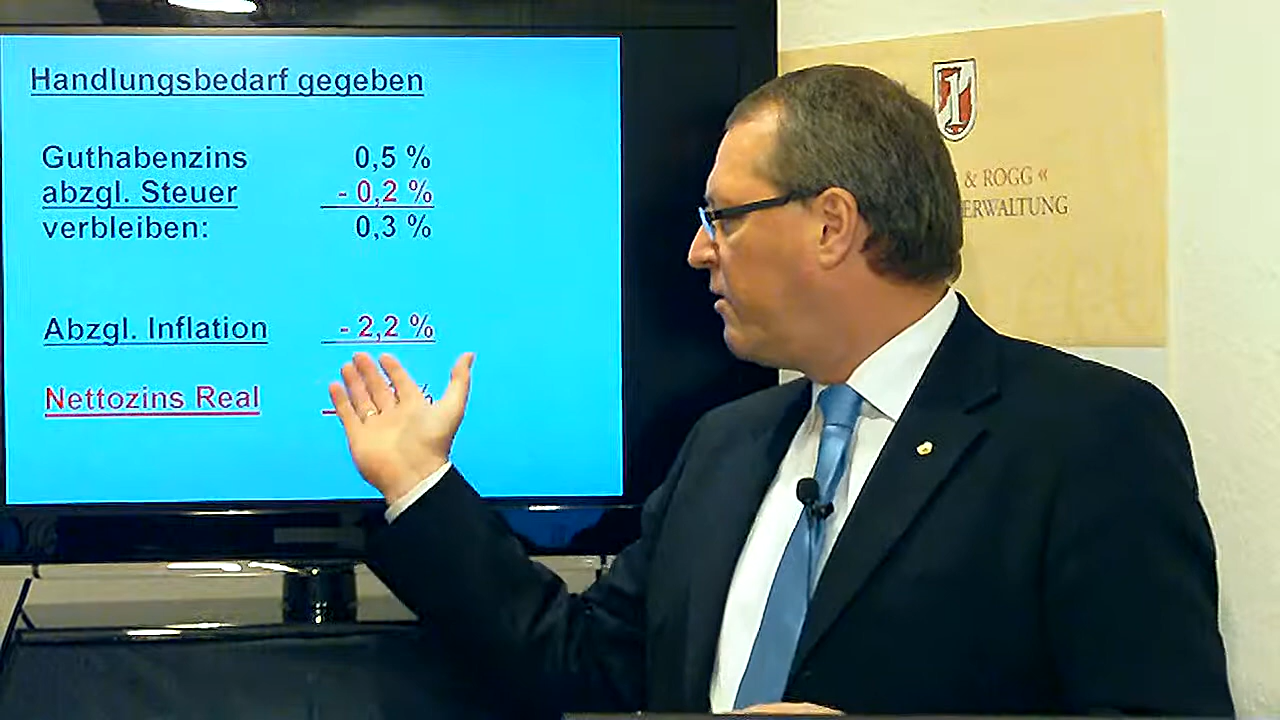 Handlungsbedarf gegeben
Guthabenzins 0,5 %
abzgl. Steuer - 0,2 %
verbleiben: 0,3 %
Abzgl. Inflation - 2,2 %
Nettozins Real %
& ROGG «
ERWALTUNG